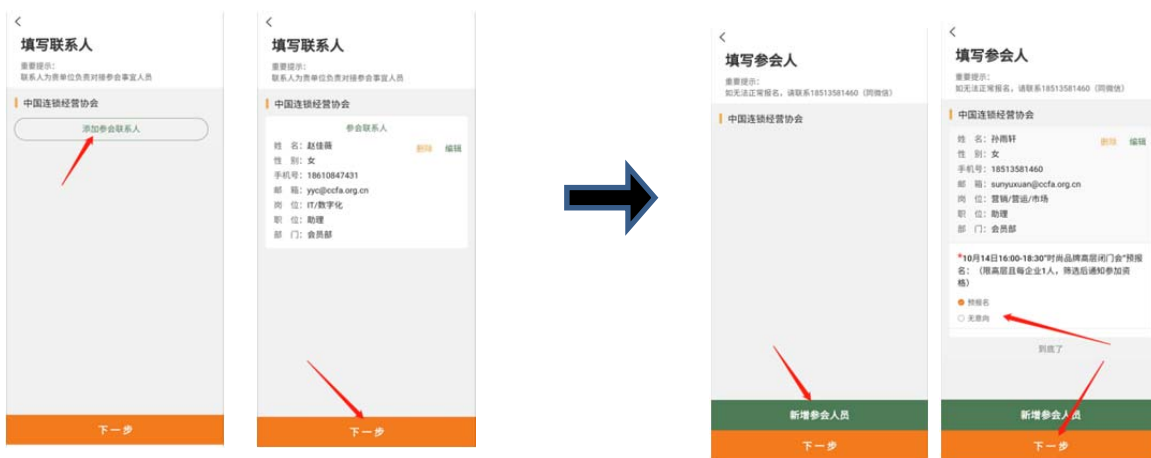 填写联系人
重要提示：
联系人为贵单位负责对接参会事宜人员
中国连锁经营协会
添加参会联系人
下一步
填写联系人
重要提示：
联系人为贵单位负责对接参会事宜人员
中国连锁经营协会
参会联系人
姓 名：赵佳薇
删除 编辑
性 别：女
手机号：18610847431
邮 箱：yyc@ccfa.org.cn
岗 位：IT/数字化
职 位：助理
部 门：会员部
下一步
填写参会人
重要提示：
如无法正常报名，请联系18513581460（同微信）
中国连锁经营协会
新增参会人员
下一步
填写参会人
重要提示：
如无法正常报名，请联系18513581460（同微信）
中国连锁经营协会
姓 名：孙雨轩
删除 编辑
性 别：女
手机号：18513581460
邮 箱：sunyuxuan@ccfa.org.cn
岗 位：营销/营运/市场
职 位：助理
部 门：会员部
*10月14日16:00-18:30“时尚品牌高层闭门会”预报
名：（限高层且每企业1人，筛选后通知参加资
格）
预报名
无意向
到底了
新增参会人员
下一步